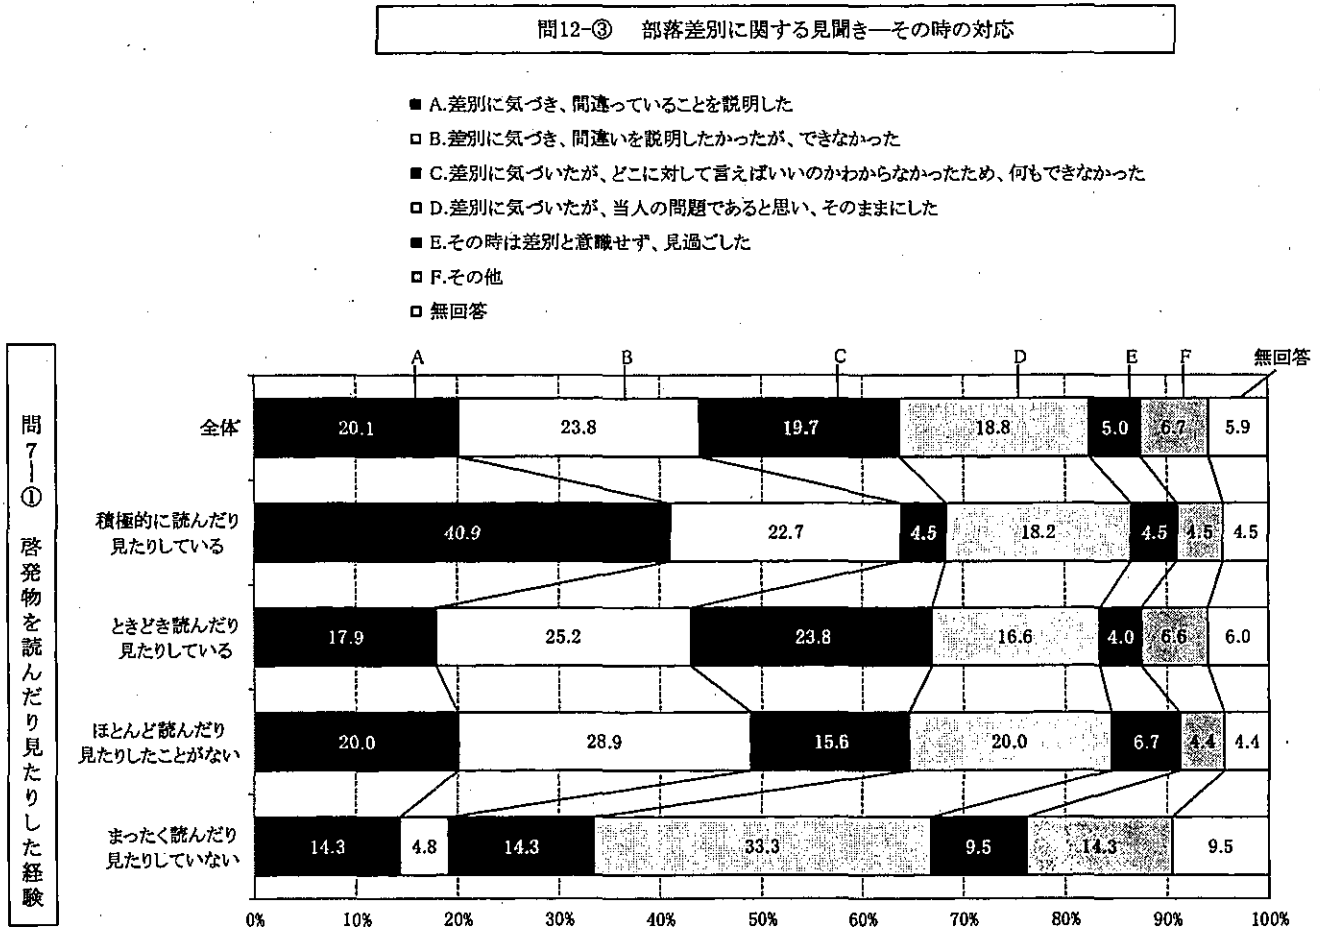 問12-③ 部落差別に関する見聞き―その時の対応
■ A.差別に気づき、間違っていることを説明した
□ B.差別に気づき、間違いを説明したかったが、できなかった
■ C.差別に気づいたが、どこに対して言えばいいのかわからなかったため、何もできなかった
□ D.差別に気づいたが、当人の問題であると思い、そのままにした
■ E.その時は差別と意識せず、見過ごした
□ F.その他
□ 無回答
問7―① 啓発物を読んだり見たりした経験
A B C D E F 無回答
全体 20.1 23.8 19.7 18.8 5.0 6.7 5.9
積極的に読んだり
見たりしている 40.9 22.7 4.5 18.2 4.5 4.5 4.5
ときどき読んだり
見たりしている 17.9 25.2 23.8 16.6 4.0 6.6 6.0
ほとんど読んだり
見たりしたことがない 20.0 28.9 15.6 20.0 6.7 4.4 4.4
まったく読んだり
見たりしていない 14.3 4.8 14.3 33.3 9.5 14.3 9.5
0% 10% 20% 30% 40% 50% 60% 70% 80% 90% 100%